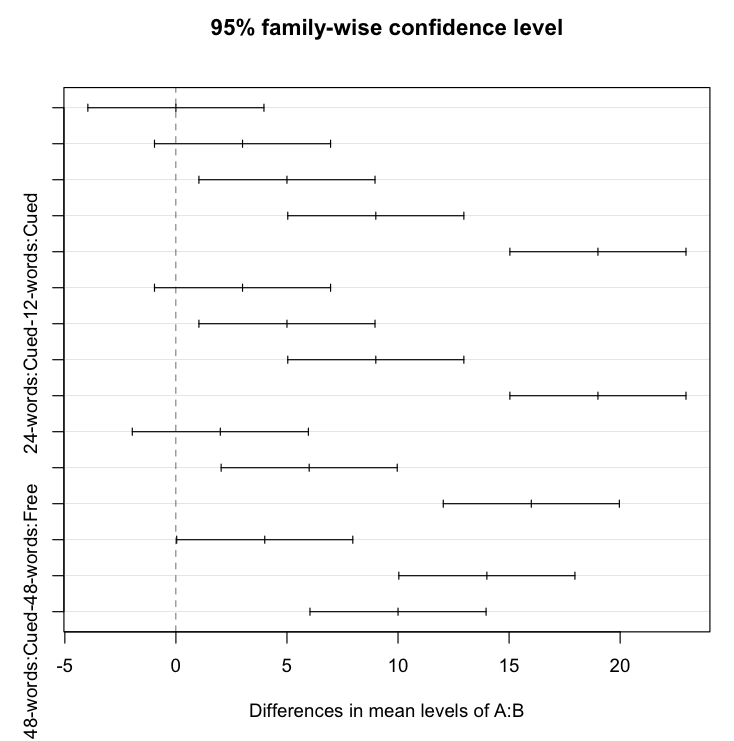 95% family-wise confidence level
24-words:Cued-12-words:Cued
48-words:Cued-48-words:Free
-5 0 5 10 15 20
Differences in mean levels of A:B